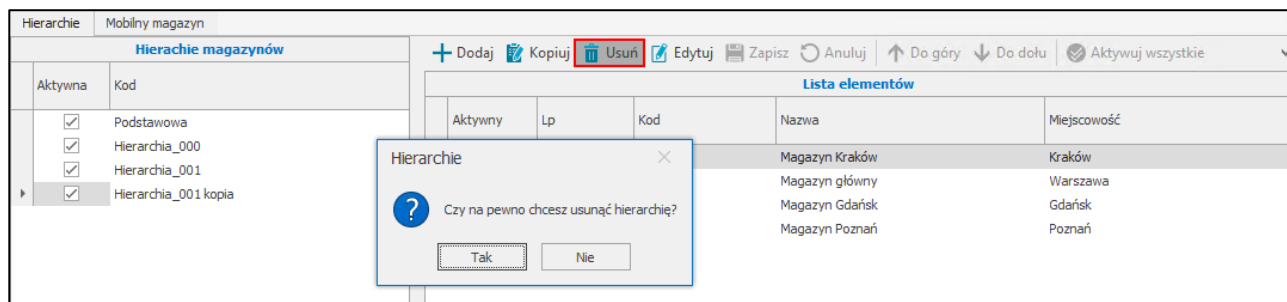 Hierarchie Mobilny magazyn
Hierachie magazynów
Dodaj Kopiuj Usuń Edytuj Zapisz Anuluj Do góry Do dołu Aktywuj wszystkie
Lista elementów
Aktywna Kod
Aktywny Lp Kod Nazwa Miejscowość
Podstawowa
Hierarchia_000
Hierarchia_001
Hierarchia_001 kopia
Hierarchie
Czy na pewno chcesz usunąć hierarchię?
Tak Nie
Magazyn Kraków Kraków
Magazyn główny Warszawa
Magazyn Gdańsk Gdańsk
Magazyn Poznań Poznań